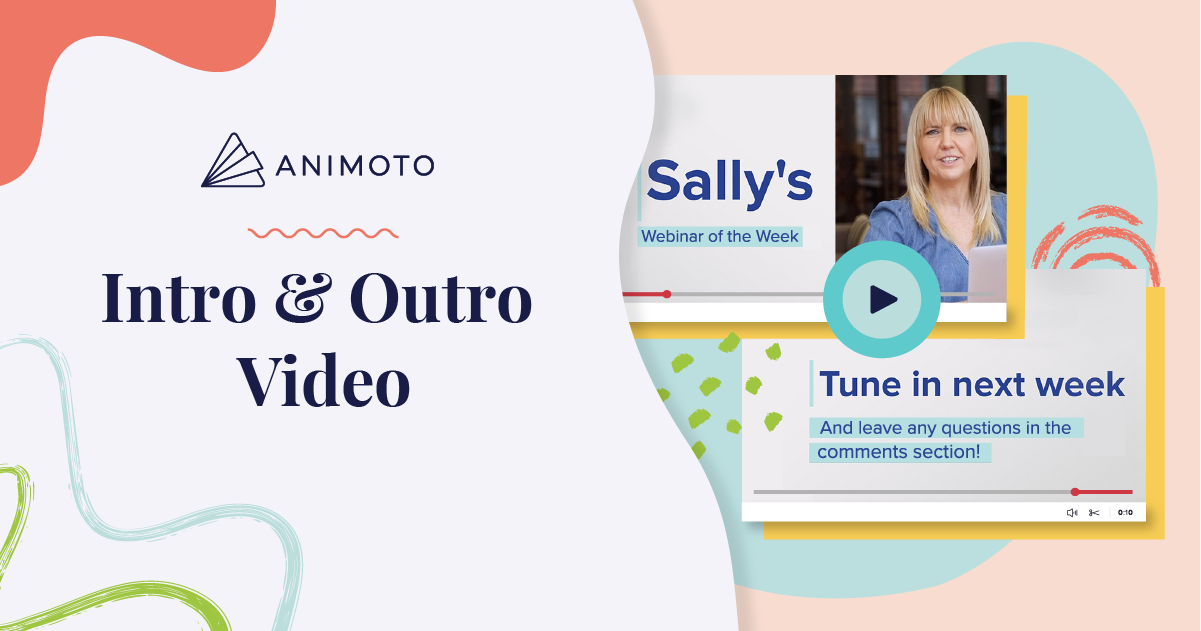 ANIMOTO
Intro & Outro
Video
Sally's
Webinar of the Week
Tune in next week
And leave any questions in the
comments section!
0:10